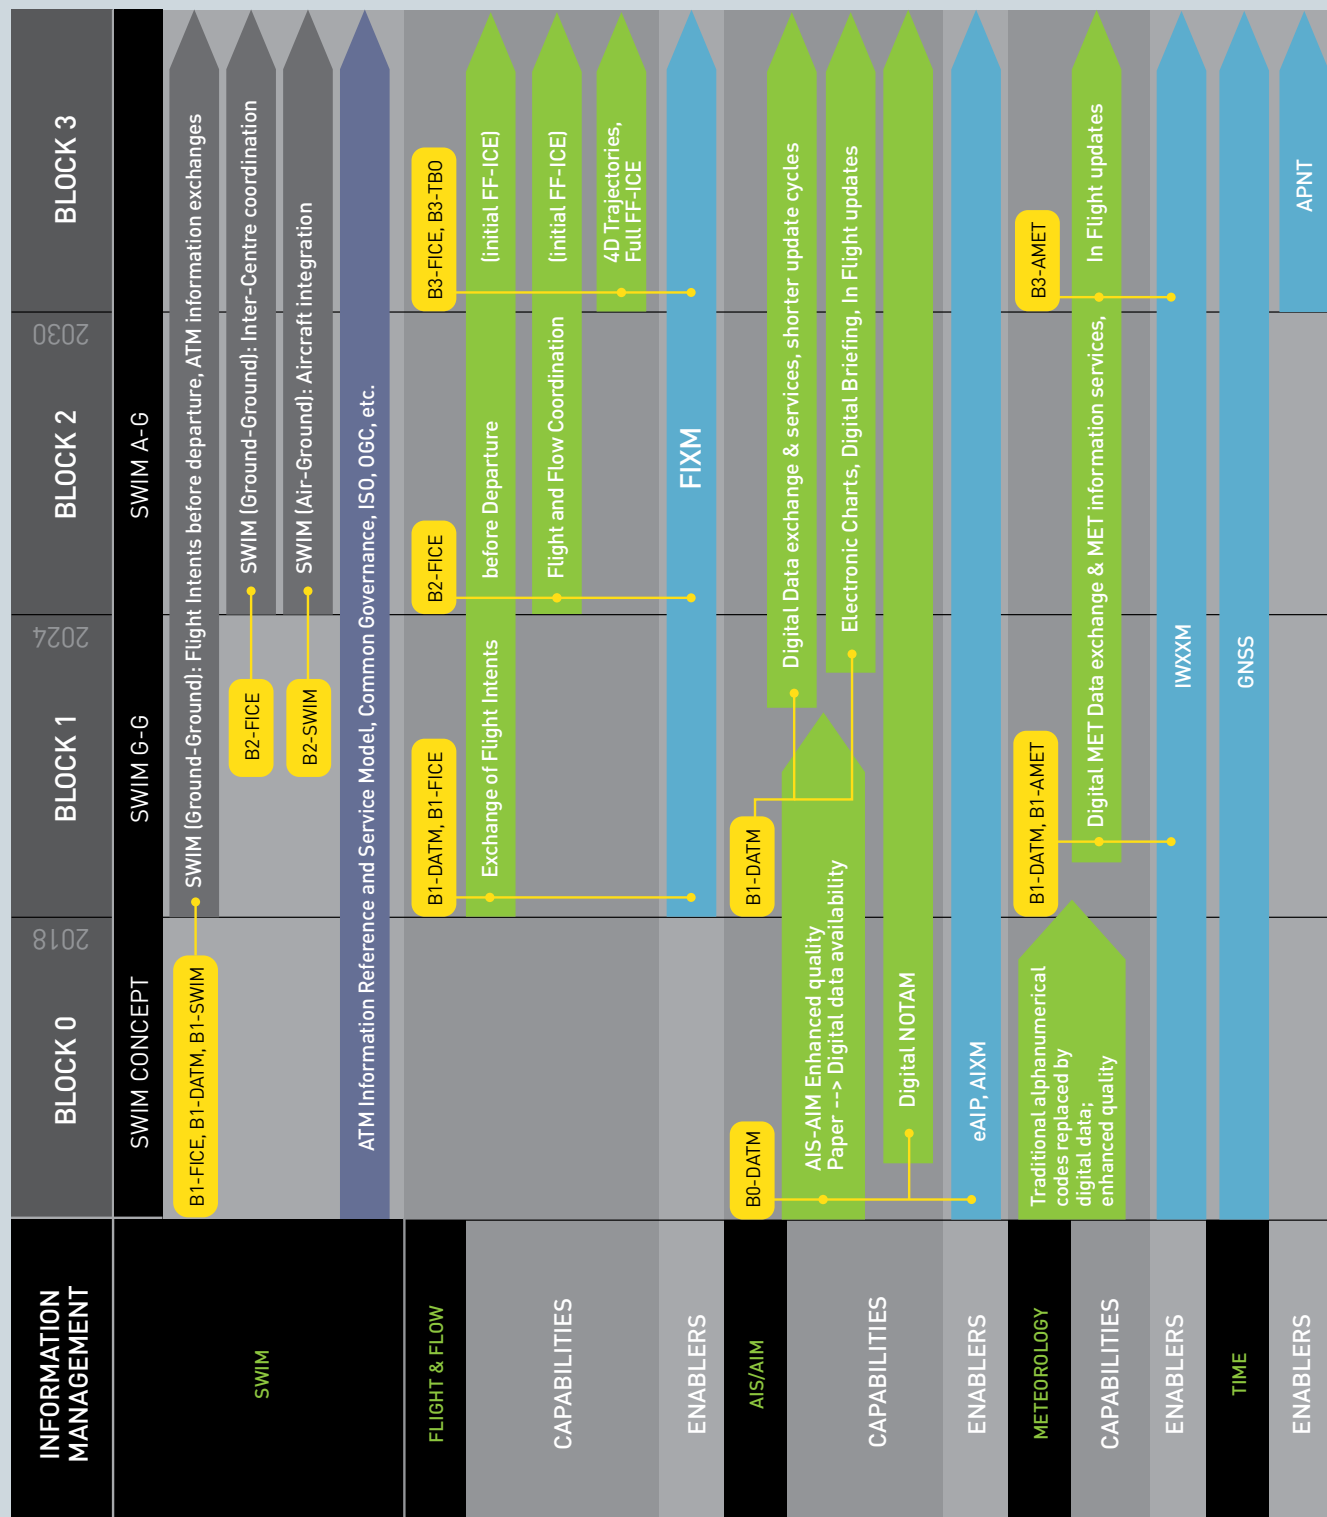 INFORMATION
MANAGEMENT
BLOCK 0
2018
BLOCK 1
2024
BLOCK 2
2030
BLOCK 3
SWIM CONCEPT
SWIM G-G
SWIM A-G
SWIM
B1-FICE, B1-DATM, B1-SWIM
SWIM (Ground-Ground): Flight Intents before departure, ATM information exchanges
B2-FICE
SWIM (Ground-Ground): Inter-Centre coordination
B2-SWIM
SWIM (Air-Ground): Aircraft integration
ATM Information Reference and Service Model, Common Governance, ISO, OGC, etc.
FLIGHT & FLOW
B1-DATM, B1-FICE
B2-FICE
B3-FICE, B3-TBO
CAPABILITIES
Exchange of Flight Intents
before Departure
(initial FF-ICE)
Flight and Flow Coordination
(initial FF-ICE)
4D Trajectories,
Full FF-ICE
ENABLERS
FIXM
AIS/AIM
B0-DATM
B1-DATM
CAPABILITIES
Digital Data exchange & services, shorter update cycles
AIS-AIM Enhanced quality
Paper --> Digital data availability
Electronic Charts, Digital Briefing, In Flight updates
Digital NOTAM
ENABLERS
eAIP, AIXM
METEOROLOGY
B1-DATM, B1-AMET
B3-AMET
CAPABILITIES
Traditional alphanumerical
codes replaced by
digital data;
enhanced quality
Digital MET Data exchange & MET information services,
In Flight updates
ENABLERS
IWXXM
TIME
GNSS
ENABLERS
APNT